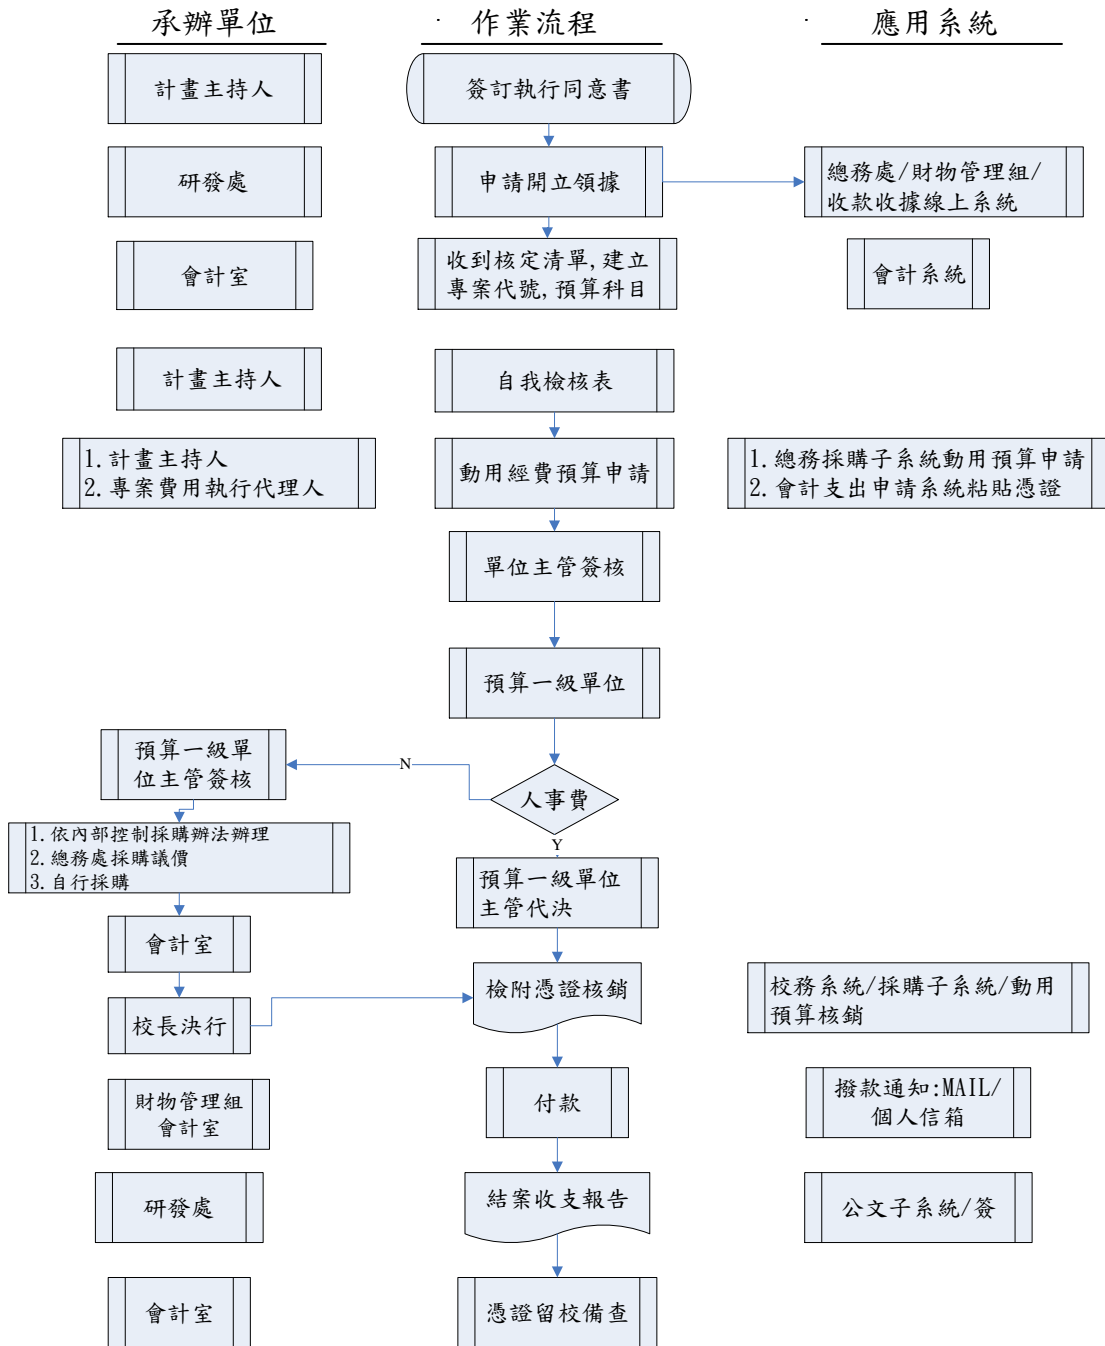 承辦單位
作業流程
應用系統
計畫主持人
簽訂執行同意書
研發處
申請開立領據
總務處/財物管理組/
收款收據線上系統
會計室
收到核定清單,建立
專案代號,預算科目
會計系統
計畫主持人
自我檢核表
1.計畫主持人
2.專案費用執行代理人
動用經費預算申請
1.總務採購子系統動用預算申請
2.會計支出申請系統粘貼憑證
單位主管簽核
預算一級單位
預算一級單
位主管簽核
N
人事費
Y
1.依內部控制採購辦法辦理
2.總務處採購議價
3.自行採購
預算一級單位
主管代決
會計室
檢附憑證核銷
校務系統/採購子系統/動用
預算核銷
校長決行
財物管理組
會計室
付款
撥款通知:MAIL/
個人信箱
研發處
結案收支報告
公文子系統/簽
會計室
憑證留校備查